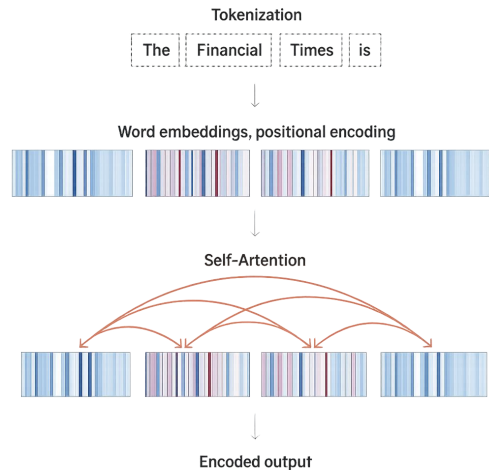 Tokenization
The Financial Times is
Word embeddings, positional encoding
Self-Artention
Encoded output